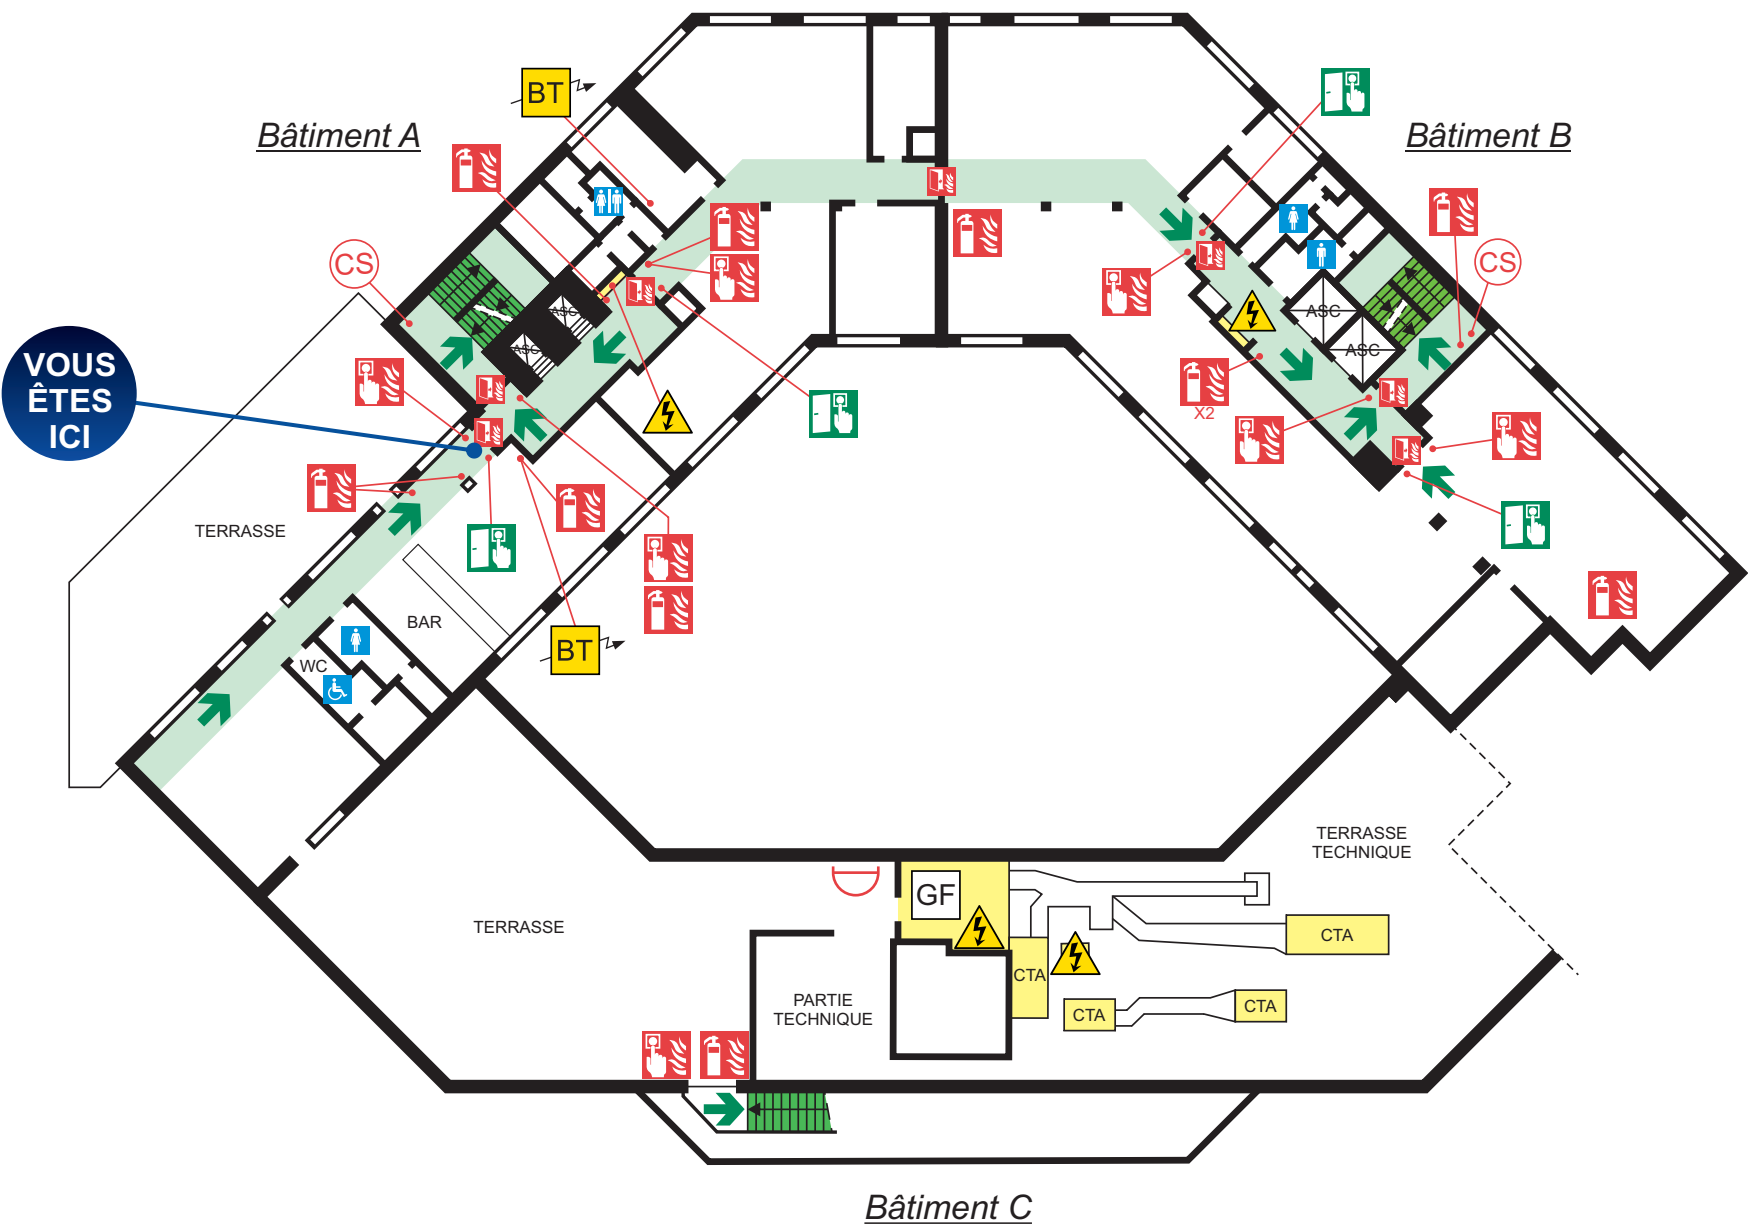 BT
Bâtiment A
Bâtiment B
CS
CS
ASC
ASC
ASC
ASC
VOUS
ÊTES
ICI
X2
TERRASSE
BAR
WC
BT
TERRASSE
TECHNIQUE
GF
TERRASSE
CTA
CTA
PARTIE
TECHNIQUE
CTA
CTA
Bâtiment C